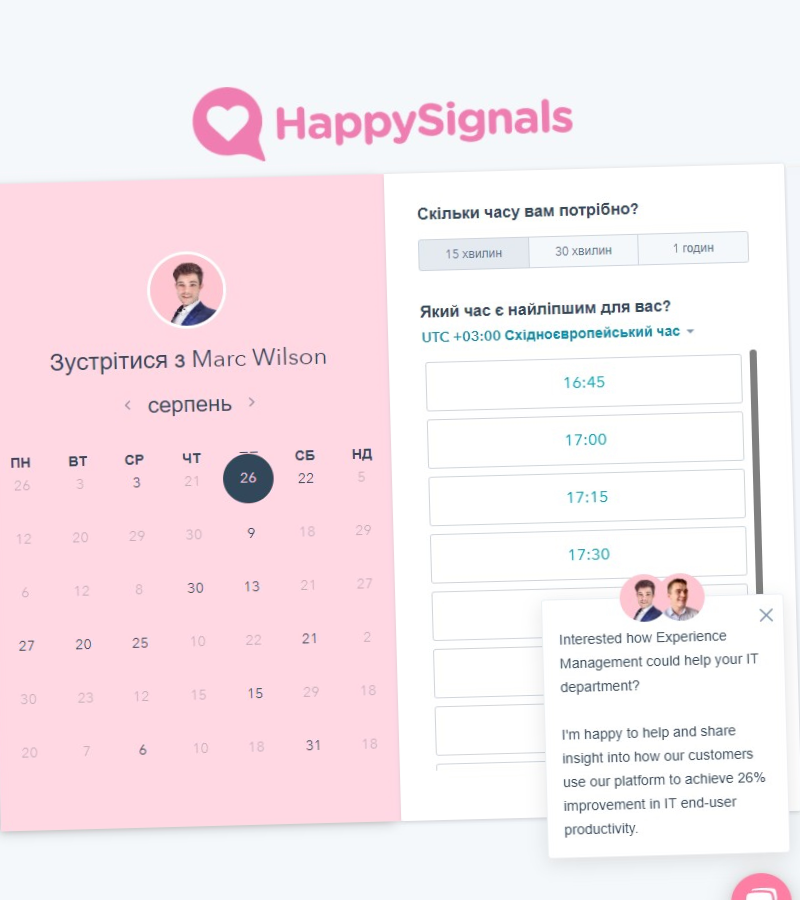 HappySignals
Зустрітися з Marc Wilson
серпень
ПН ВТ СР ЧТ СБ НД
26 3 3 21 26 22 5
12 20 29 30 9 18 29
6 12 8 30 13 21 27
27 20 25 10 22 21 2
30 23 12 15 15 29 18
20 7 6 10 18 31 18
Скільки часу вам потрібно?
15 хвилин 30 хвилин 1 годин
Який час є найліпшим для вас?
UTC +03:00 Східноєвропейський час
16:45
17:00
17:15
17:30
Interested how Experience
Management could help your IT
department?
I'm happy to help and share
insight into how our customers
use our platform to achieve 26%
improvement in IT end-user
productivity.